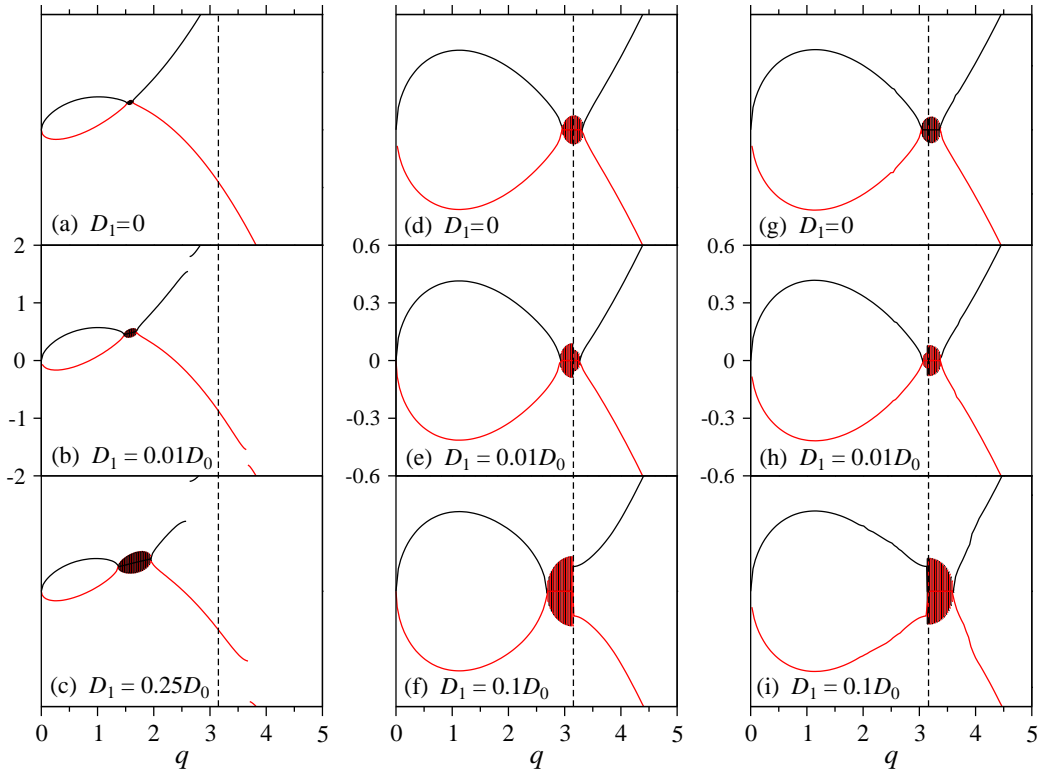 (a) D₁=0
(d) D₁=0
(g) D₁=0
2
1
0
-1
-2
(b) D₁ = 0.01D₀
0.6
0.3
0
-0.3
-0.6
(e) D₁ = 0.01D₀
0.6
0.3
0
-0.3
-0.6
(h) D₁ = 0.01D₀
(c) D₁ = 0.25D₀
(f) D₁ = 0.1D₀
(i) D₁ = 0.1D₀
0 1 2 3 4 5
0 1 2 3 4 5
0 1 2 3 4 5
q
q
q